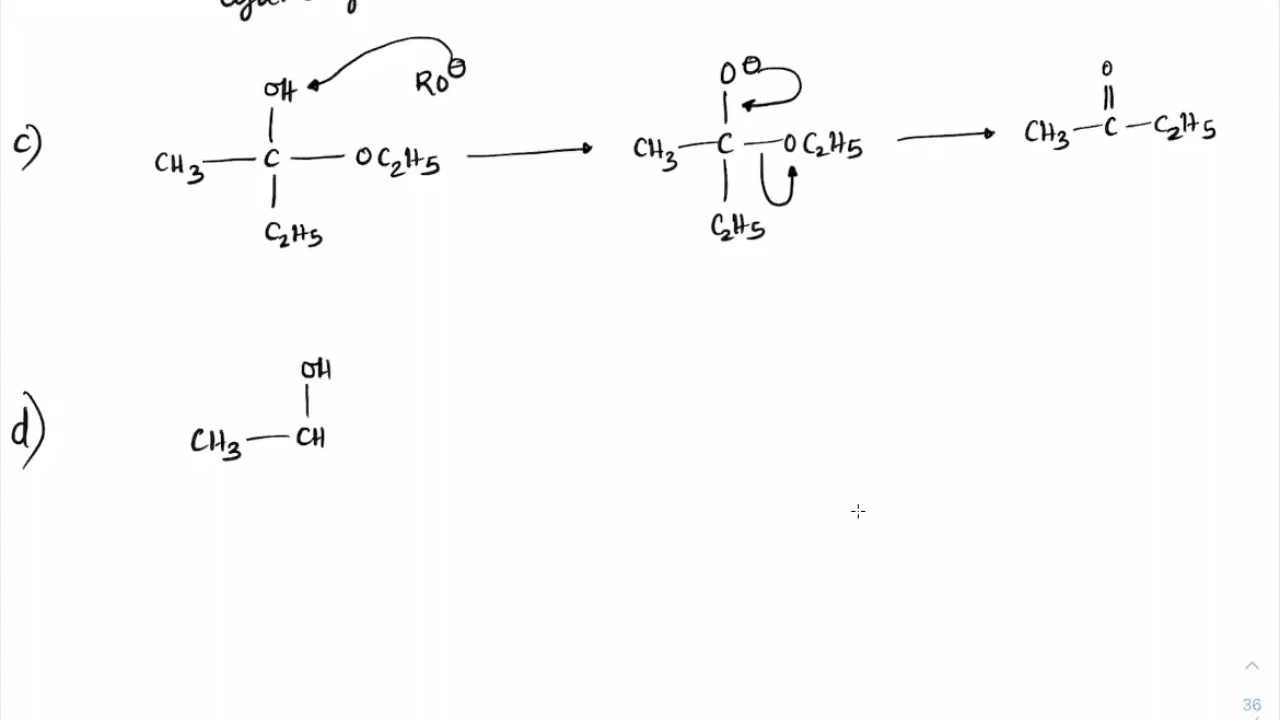 OH RO⊖ O⊖ O
c) CH₃—C—OC₂H₅ → CH₃—C—OC₂H₅ → CH₃—C—C₂H₅
C₂H₅ C₂H₅
OH
d) CH₃—CH
36